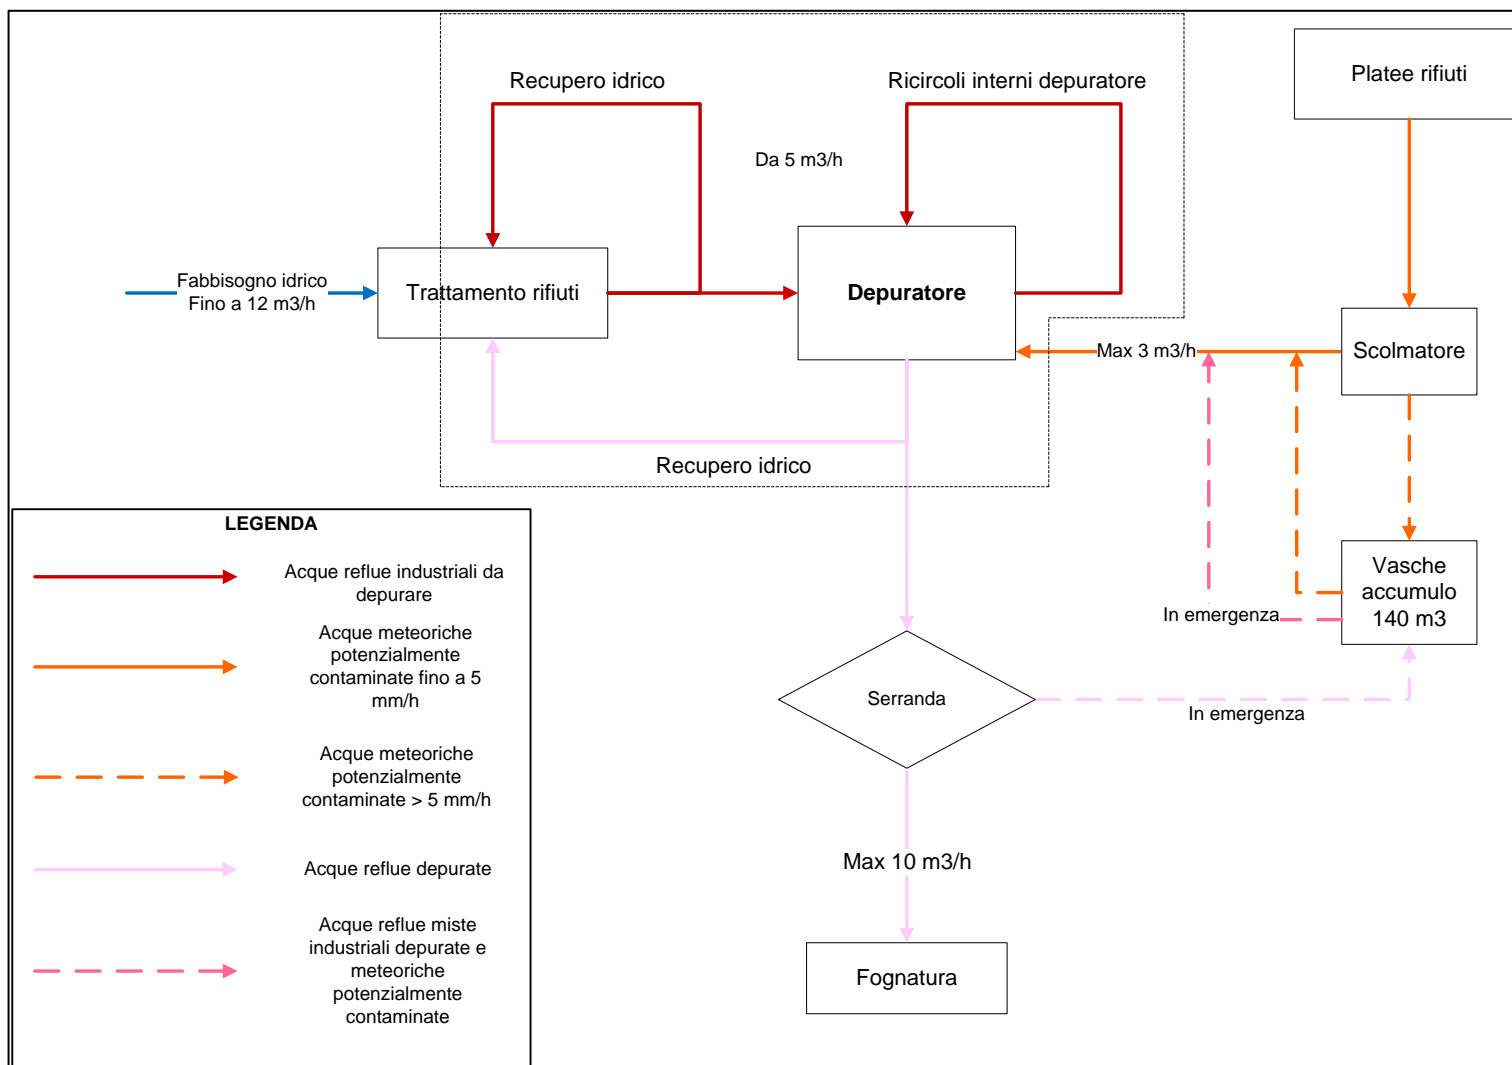 Recupero idrico
Ricircoli interni depuratore
Platee rifiuti
Da 5 m3/h
Fabbisogno idrico
Fino a 12 m3/h
Trattamento rifiuti
Depuratore
Max 3 m3/h
Scolmatore
Recupero idrico
Vasche
accumulo
140 m3
In emergenza
Serranda
In emergenza
Max 10 m3/h
Fognatura
LEGENDA
Acque reflue industriali da
depurare
Acque meteoriche
potenzialmente
contaminate fino a 5
mm/h
Acque meteoriche
potenzialmente
contaminate > 5 mm/h
Acque reflue depurate
Acque reflue miste
industriali depurate e
meteoriche
potenzialmente
contaminate